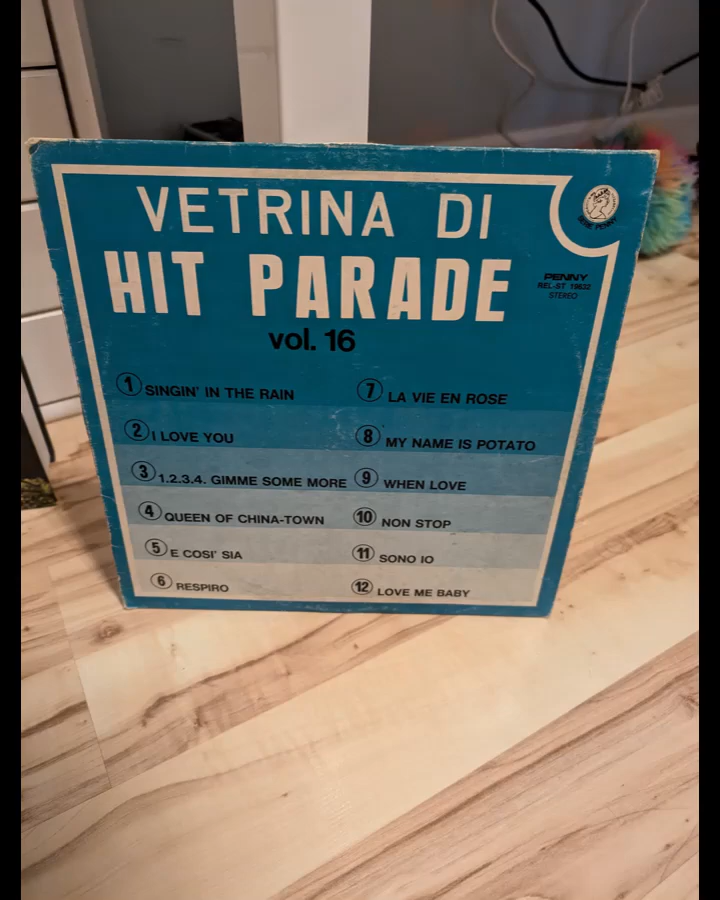 VETRINA DI
HIT PARADE
vol. 16
PENNY
REL-ST 19632
STEREO
1 SINGIN' IN THE RAIN
2 I LOVE YOU
3 1.2.3.4. GIMME SOME MORE
4 QUEEN OF CHINA-TOWN
5 E COSI' SIA
6 RESPIRO
7 LA VIE EN ROSE
8 MY NAME IS POTATO
9 WHEN LOVE
10 NON STOP
11 SONO IO
12 LOVE ME BABY